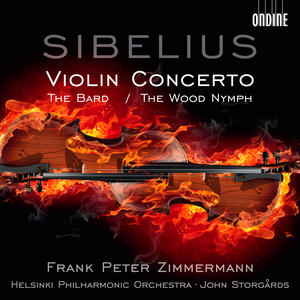 ONDINE
SIBELIUS
VIOLIN CONCERTO
THE BARD / THE WOOD NYMPH
FRANK PETER ZIMMERMANN
HELSINKI PHILHARMONIC ORCHESTRA · JOHN STORGÅRDS